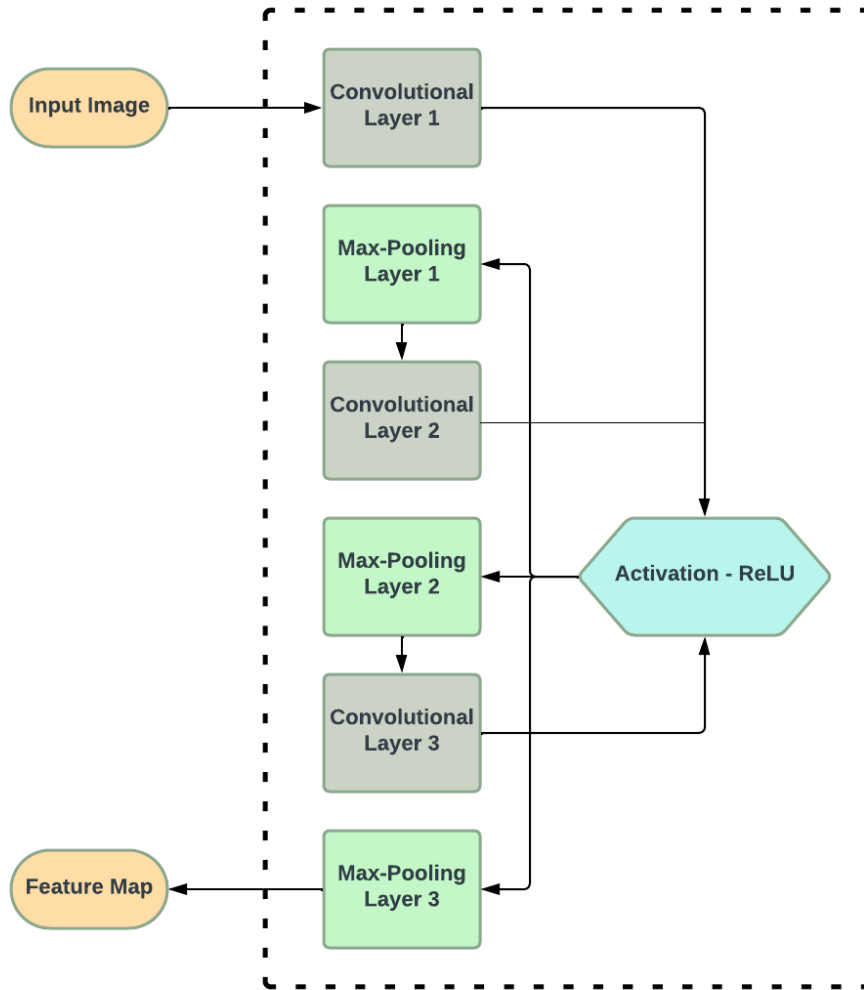 Input Image
Convolutional
Layer 1
Max-Pooling
Layer 1
Convolutional
Layer 2
Max-Pooling
Layer 2
Activation - ReLU
Convolutional
Layer 3
Max-Pooling
Layer 3
Feature Map